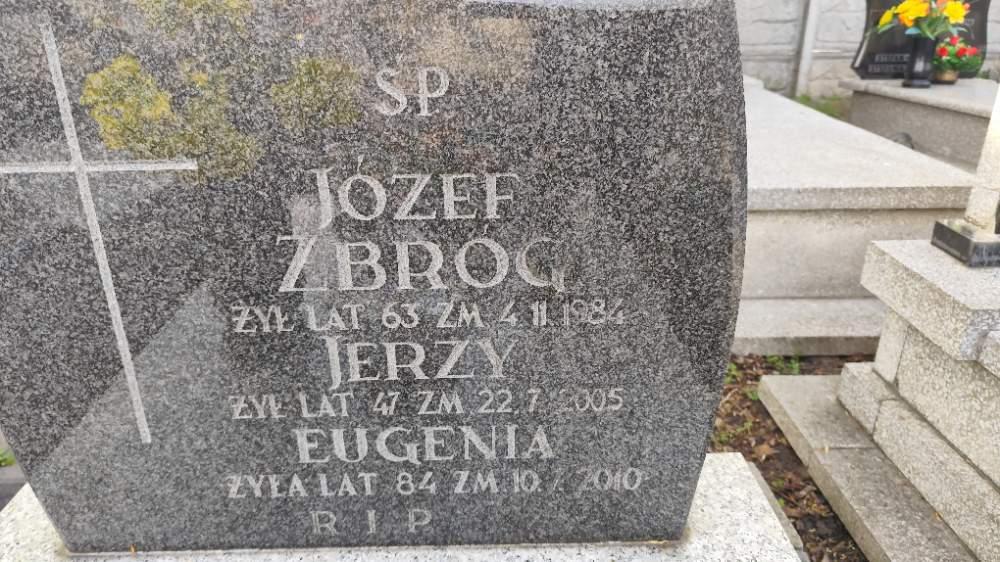 ŚP
JÓZEF
ZBRÓG
ŻYŁ LAT 63 ZM 4 11.1984
JERZY
ŻYŁ LAT 47 ZM 22.7.2005
EUGENIA
ŻYŁA LAT 84 ZM 10.7.2010
R I P